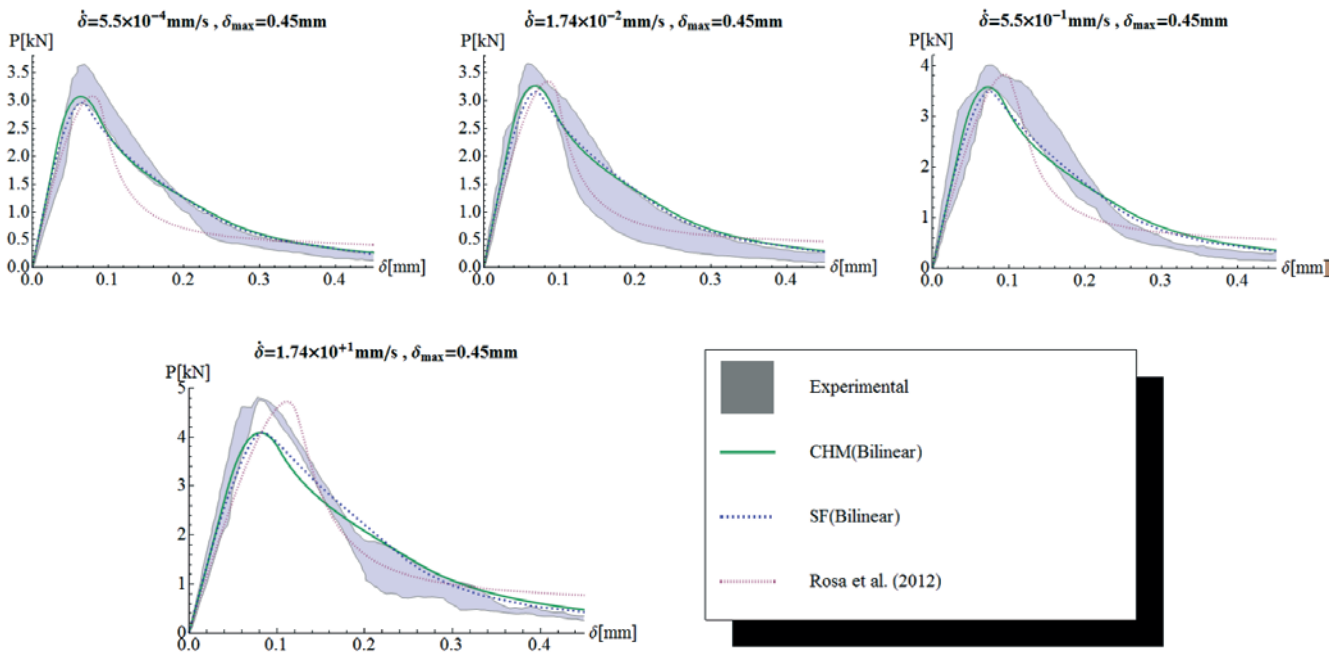 δ̇=5.5×10⁻⁴mm/s , δmax=0.45mm
P[kN]
3.5
3.0
2.5
2.0
1.5
1.0
0.5
0.0
0.0 0.1 0.2 0.3 0.4 δ[mm]
δ̇=1.74×10⁻²mm/s , δmax=0.45mm
P[kN]
3.5
3.0
2.5
2.0
1.5
1.0
0.5
0.0
0.0 0.1 0.2 0.3 0.4 δ[mm]
δ̇=5.5×10⁻¹mm/s , δmax=0.45mm
P[kN]
4
3
2
1
0
0.0 0.1 0.2 0.3 0.4 δ[mm]
δ̇=1.74×10⁺¹mm/s , δmax=0.45mm
P[kN]
5
4
3
2
1
0
0.0 0.1 0.2 0.3 0.4 δ[mm]
Experimental
CHM(Bilinear)
SF(Bilinear)
Rosa et al. (2012)